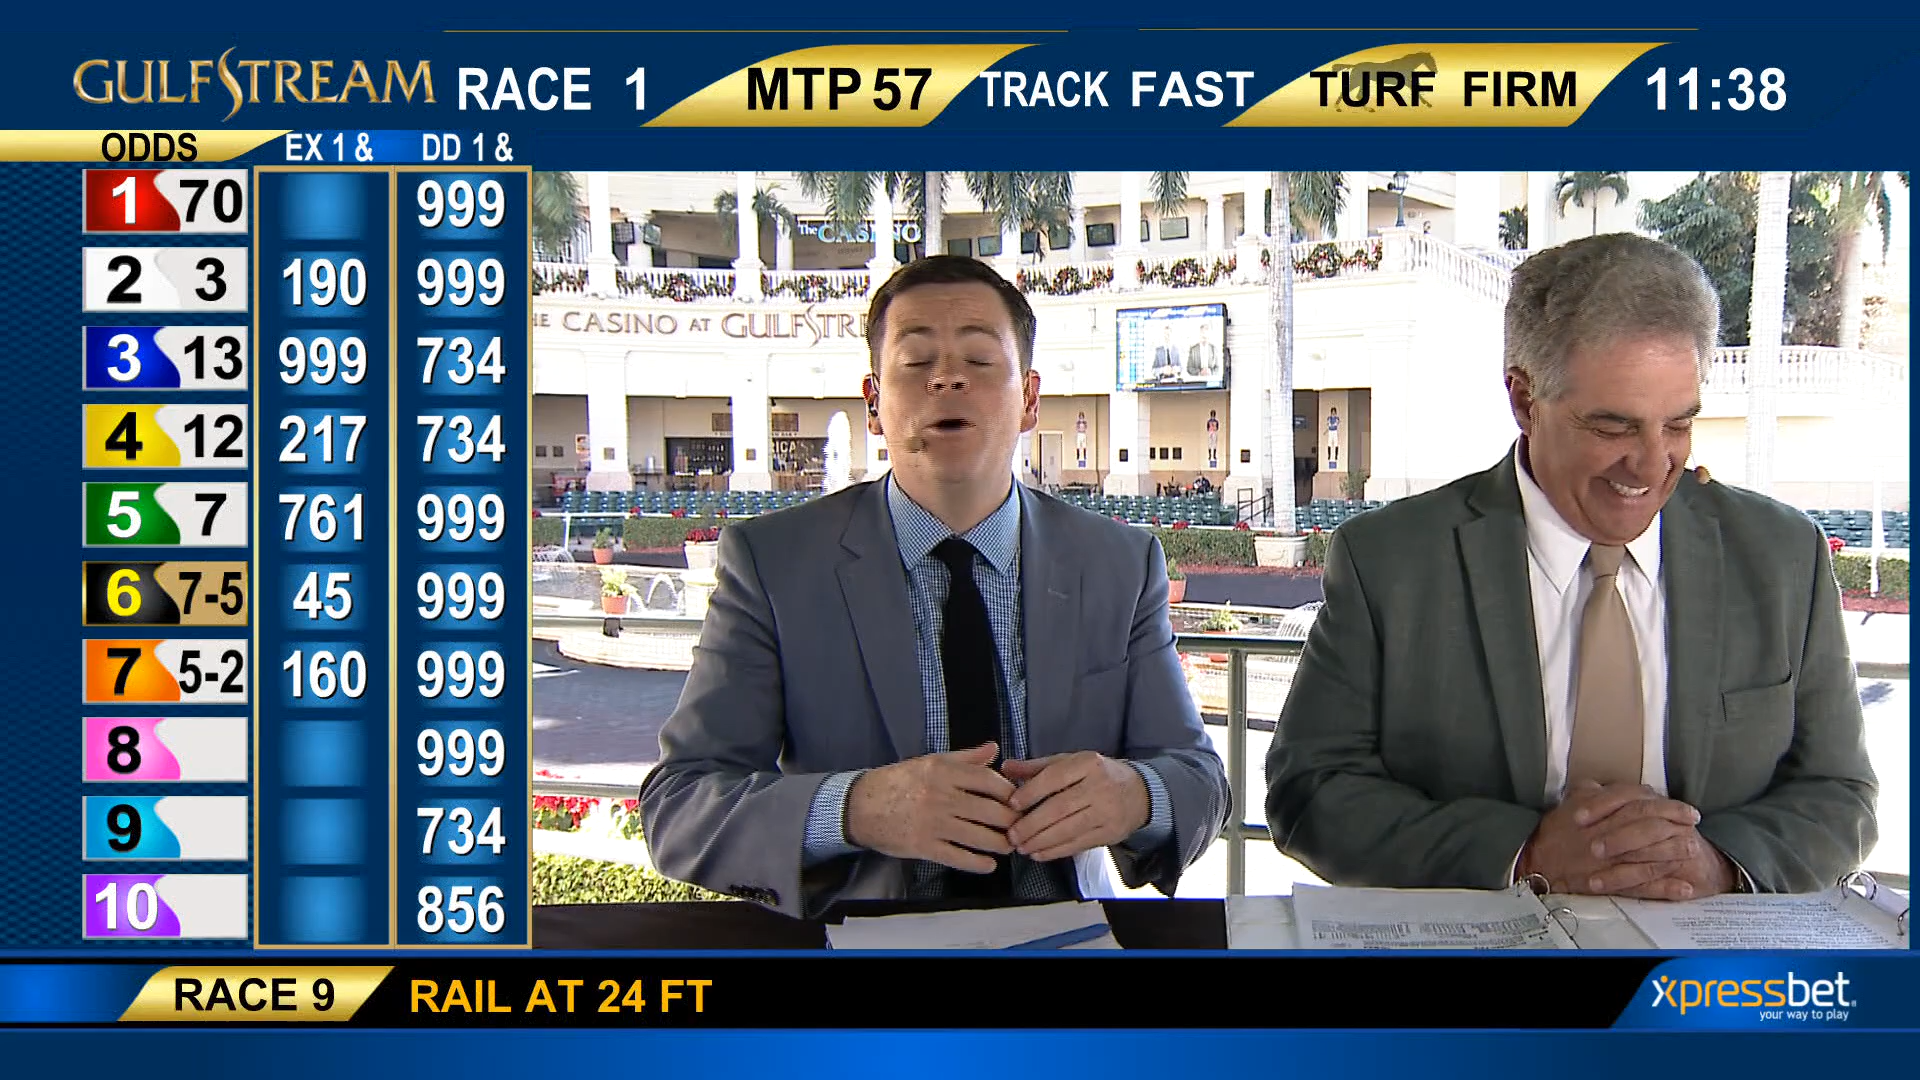 GULFSTREAM RACE 1 MTP 57 TRACK FAST TURF FIRM 11:38
ODDS EX 1 & DD 1 &
1 70 999
2 3 190 999
3 13 999 734
4 12 217 734
5 7 761 999
6 7-5 45 999
7 5-2 160 999
8 999
9 734
10 856
The CASINO
HE CASINO AT GULFSTR
RACE 9 RAIL AT 24 FT
xpressbet
your way to play